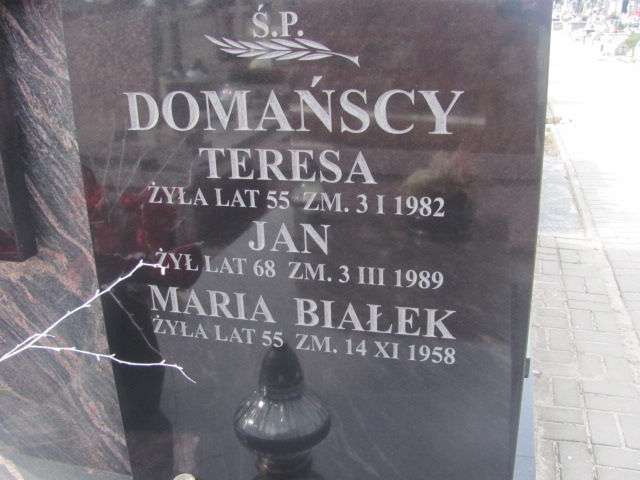 Ś.P.
DOMAŃSCY
TERESA
ŻYŁA LAT 55 ZM. 3 I 1982
JAN
ŻYŁ LAT 68 ZM. 3 III 1989
MARIA BIAŁEK
ŻYŁA LAT 55 ZM. 14 XI 1958